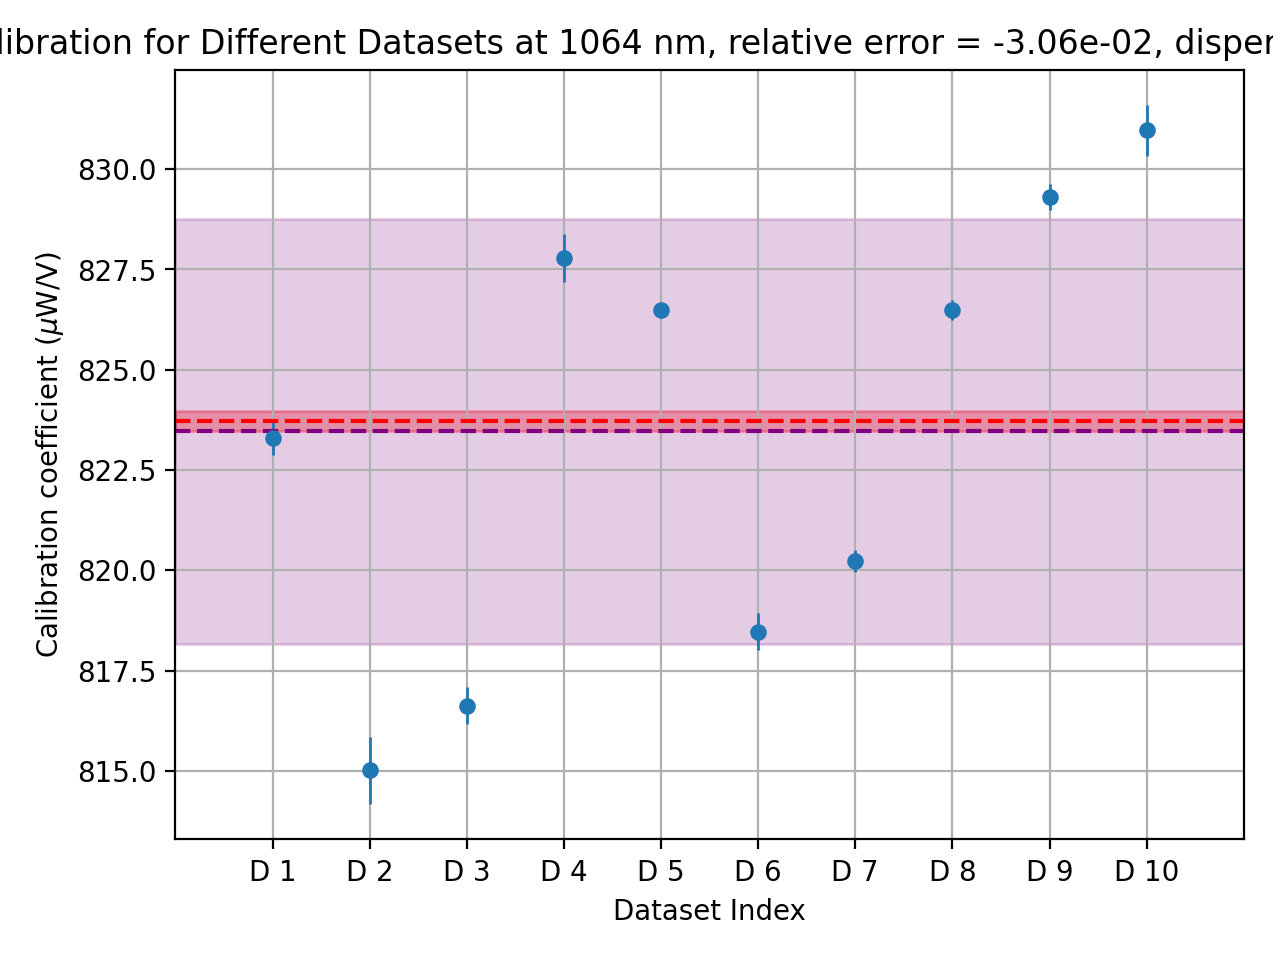 libration for Different Datasets at 1064 nm, relative error = -3.06e-02, disper
830.0
827.5
825.0
822.5
820.0
817.5
815.0
Calibration coefficient (μW/V)
D 1 D 2 D 3 D 4 D 5 D 6 D 7 D 8 D 9 D 10
Dataset Index